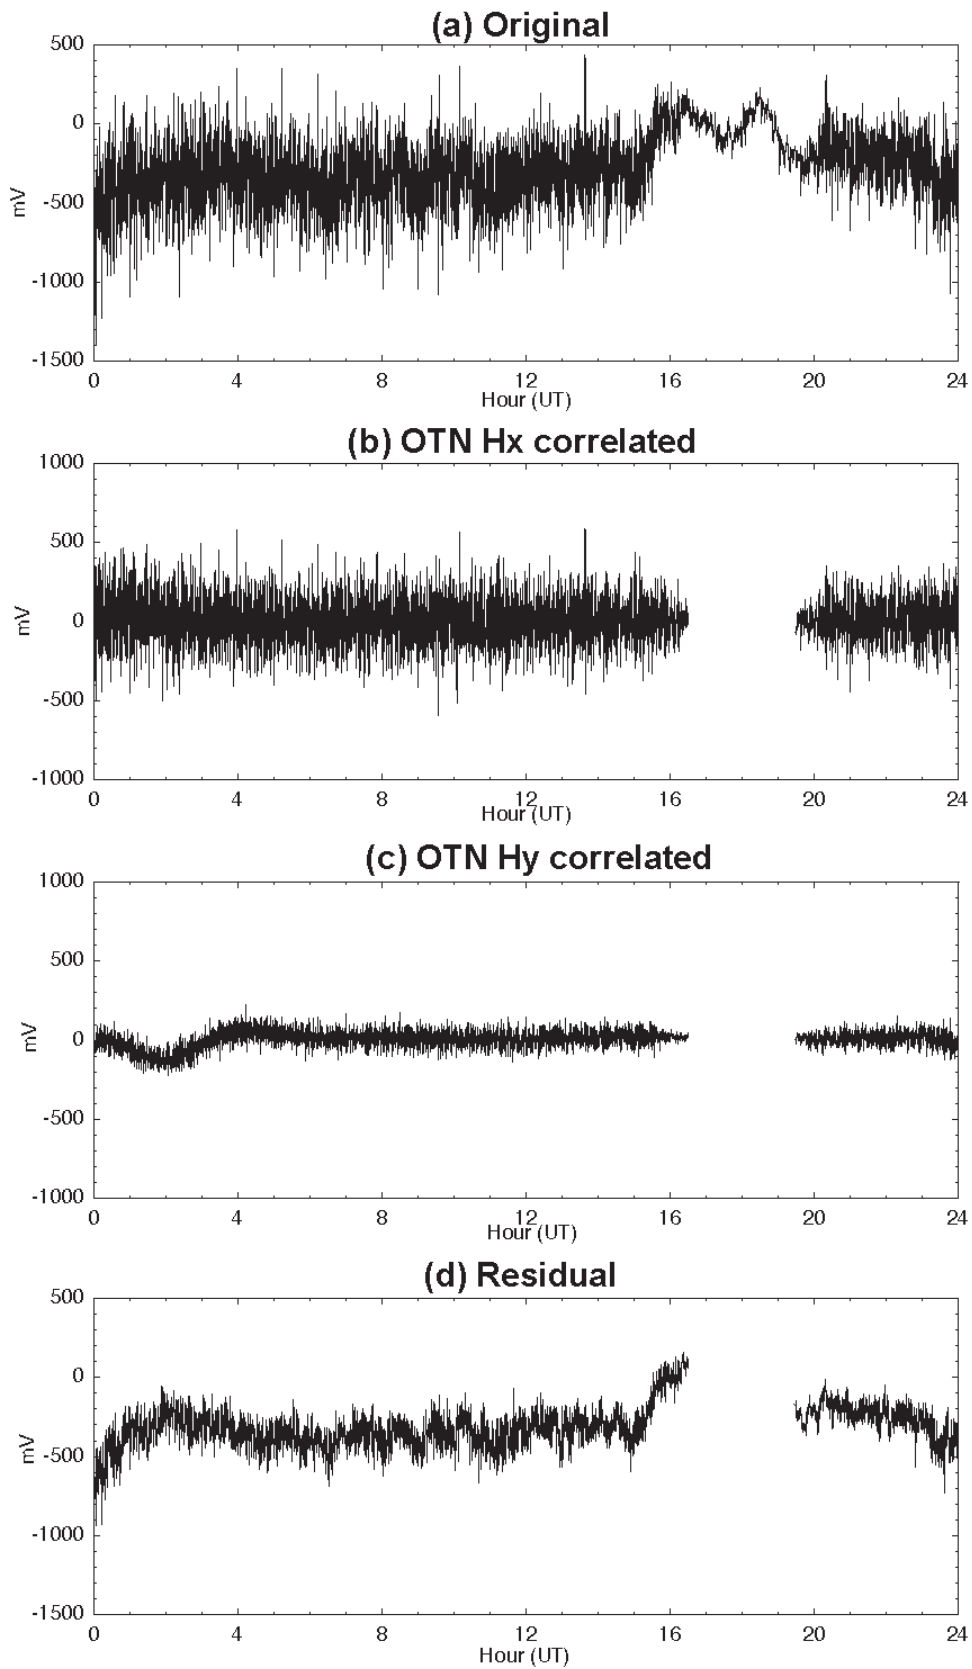 (a) Original
500
0
-500
-1000
-1500
mV
0 4 8 12 16 20 24
Hour (UT)
(b) OTN Hx correlated
1000
500
0
-500
-1000
mV
0 4 8 12 16 20 24
Hour (UT)
(c) OTN Hy correlated
1000
500
0
-500
-1000
mV
0 4 8 12 16 20 24
Hour (UT)
(d) Residual
500
0
-500
-1000
-1500
mV
0 4 8 12 16 20 24
Hour (UT)